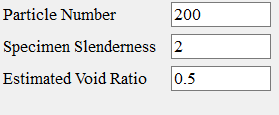 Particle Number 200
Specimen Slenderness 2
Estimated Void Ratio 0.5